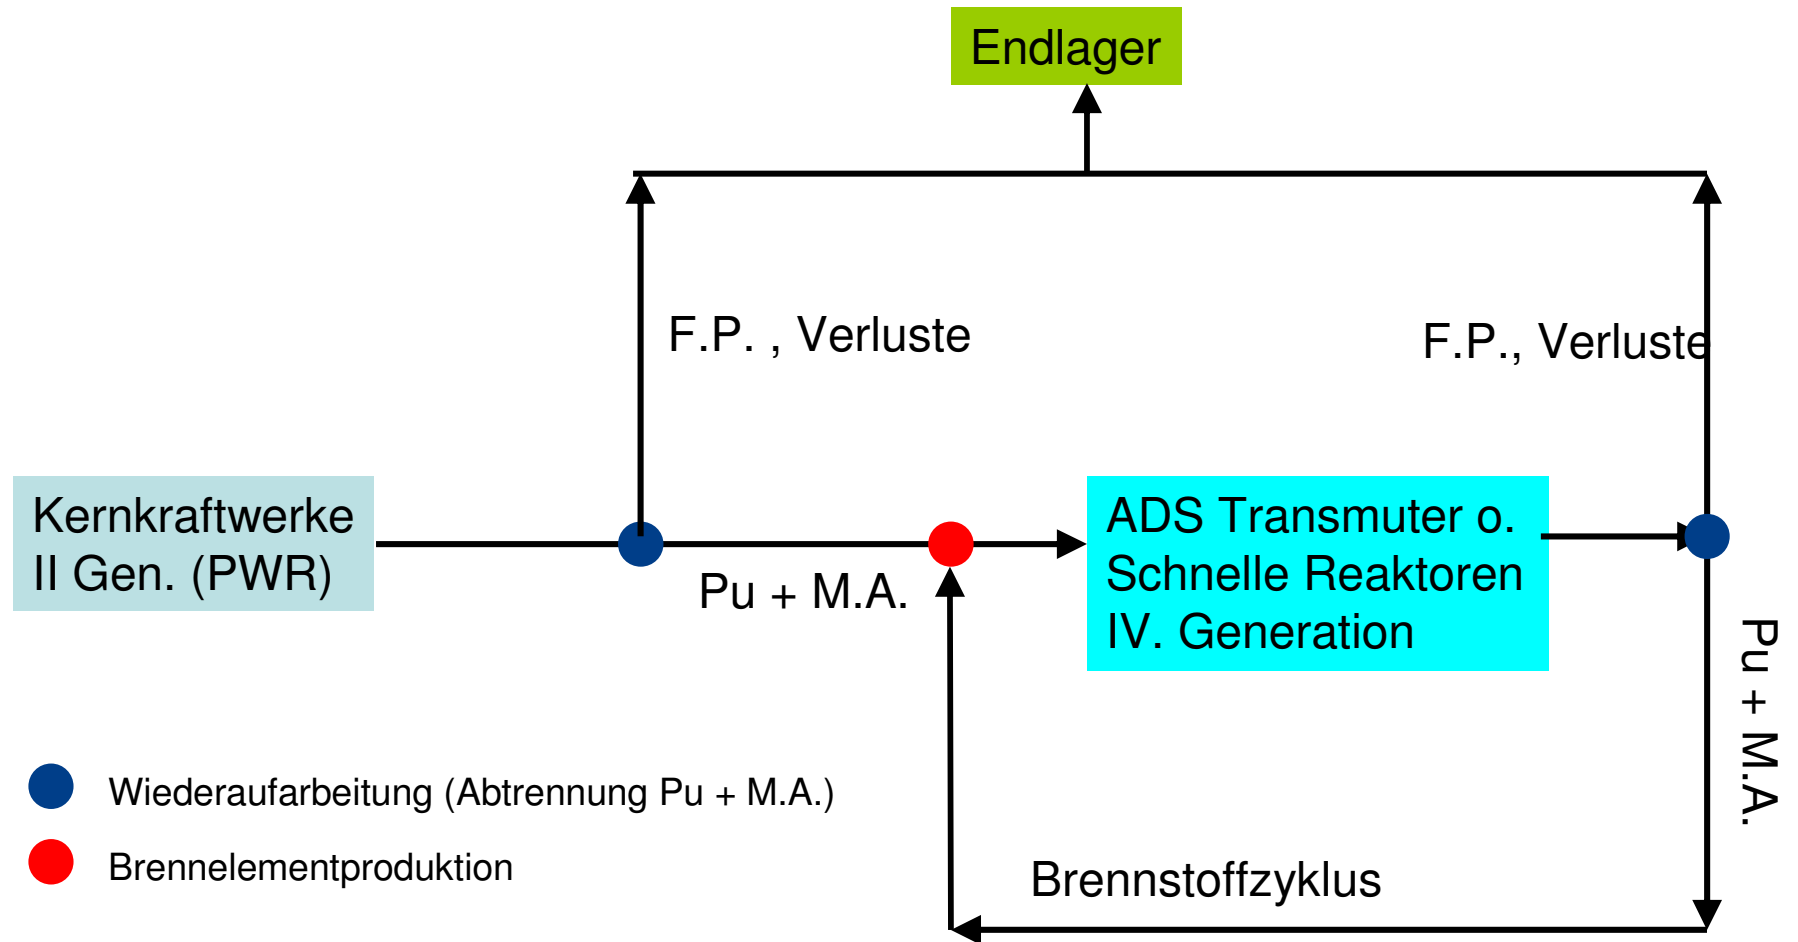 Endlager
F.P. , Verluste
F.P., Verluste
Kernkraftwerke
II Gen. (PWR)
Pu + M.A.
ADS Transmuter o.
Schnelle Reaktoren
IV. Generation
Pu + M.A.
Wiederaufarbeitung (Abtrennung Pu + M.A.)
Brennelementproduktion
Brennstoffzyklus